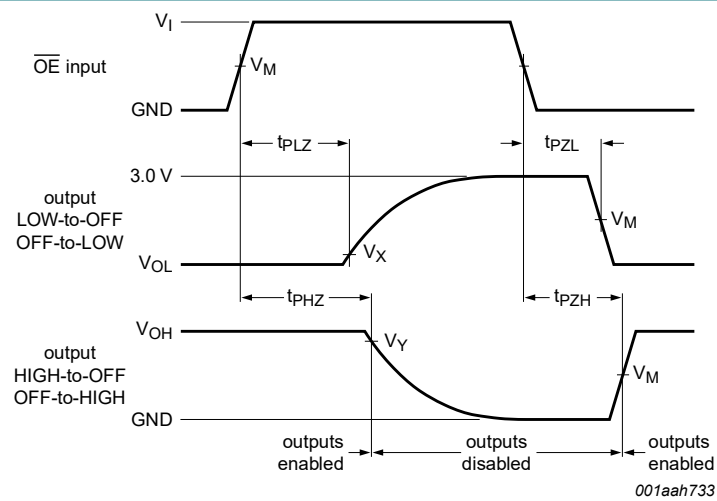 V_I
OE input
V_M
GND
t_PLZ
t_PZL
3.0 V
output
LOW-to-OFF
OFF-to-LOW
V_M
V_X
V_OL
t_PHZ
t_PZH
V_OH
V_Y
output
HIGH-to-OFF
OFF-to-HIGH
V_M
GND
outputs
enabled
outputs
disabled
outputs
enabled
001aah733